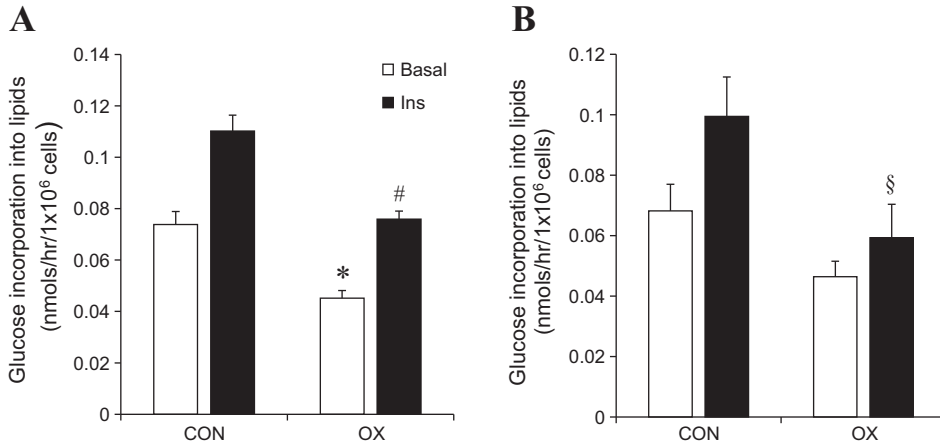 A
Glucose incorporation into lipids
(nmols/hr/1x10⁶ cells)
0.14
0.12
0.1
0.08
0.06
0.04
0.02
0
Basal
Ins
*
#
CON
OX
B
Glucose incorporation into lipids
(nmols/hr/1x10⁶ cells)
0.12
0.1
0.08
0.06
0.04
0.02
0
§
CON
OX